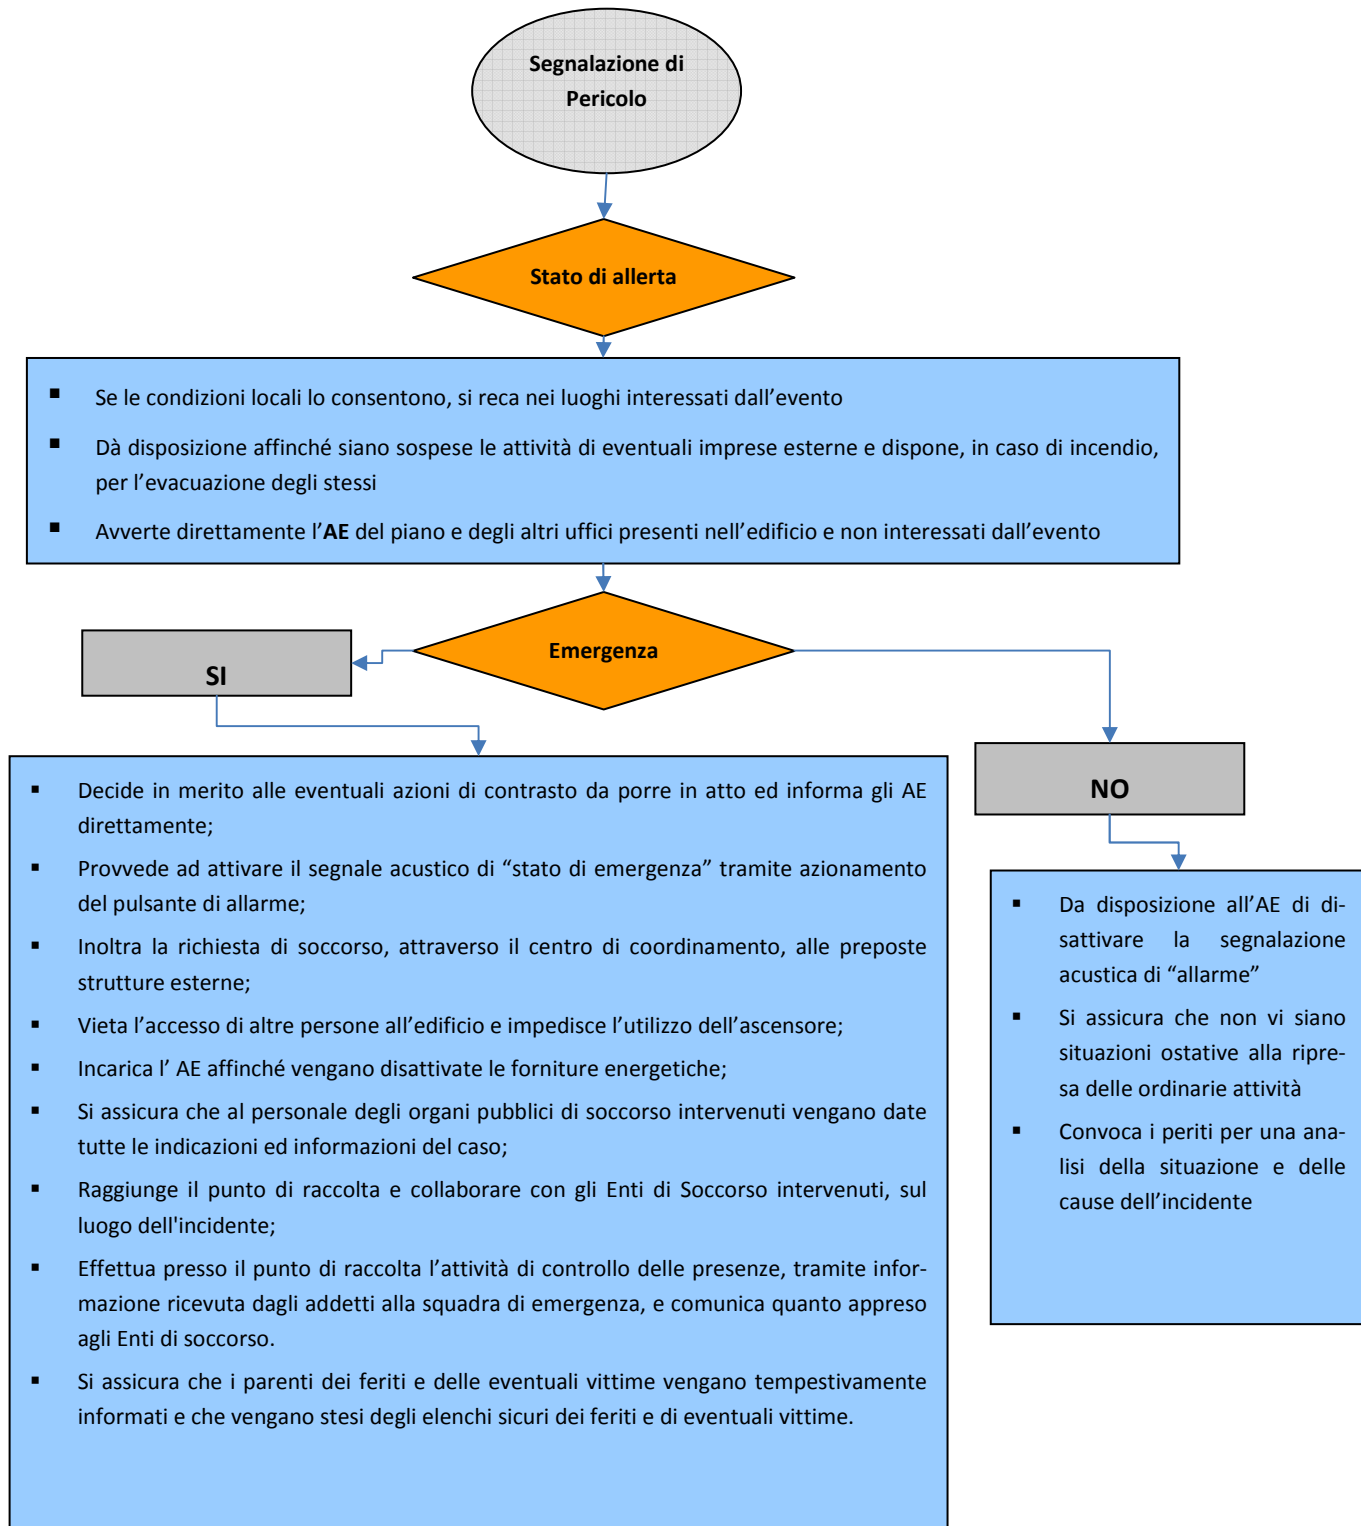 Segnalazione di
Pericolo
Stato di allerta
▪ Se le condizioni locali lo consentono, si reca nei luoghi interessati dall’evento
▪ Dà disposizione affinché siano sospese le attività di eventuali imprese esterne e dispone, in caso di incendio,
per l’evacuazione degli stessi
▪ Avverte direttamente l’AE del piano e degli altri uffici presenti nell’edificio e non interessati dall’evento
Emergenza
SI
▪ Decide in merito alle eventuali azioni di contrasto da porre in atto ed informa gli AE
direttamente;
▪ Provvede ad attivare il segnale acustico di “stato di emergenza” tramite azionamento
del pulsante di allarme;
▪ Inoltra la richiesta di soccorso, attraverso il centro di coordinamento, alle preposte
strutture esterne;
▪ Vieta l’accesso di altre persone all’edificio e impedisce l’utilizzo dell’ascensore;
▪ Incarica l’ AE affinché vengano disattivate le forniture energetiche;
▪ Si assicura che al personale degli organi pubblici di soccorso intervenuti vengano date
tutte le indicazioni ed informazioni del caso;
▪ Raggiunge il punto di raccolta e collaborare con gli Enti di Soccorso intervenuti, sul
luogo dell'incidente;
▪ Effettua presso il punto di raccolta l’attività di controllo delle presenze, tramite infor-
mazione ricevuta dagli addetti alla squadra di emergenza, e comunica quanto appreso
agli Enti di soccorso.
▪ Si assicura che i parenti dei feriti e delle eventuali vittime vengano tempestivamente
informati e che vengano stesi degli elenchi sicuri dei feriti e di eventuali vittime.
NO
▪ Da disposizione all’AE di di-
sattivare la segnalazione
acustica di “allarme”
▪ Si assicura che non vi siano
situazioni ostative alla ripre-
sa delle ordinarie attività
▪ Convoca i periti per una ana-
lisi della situazione e delle
cause dell’incidente